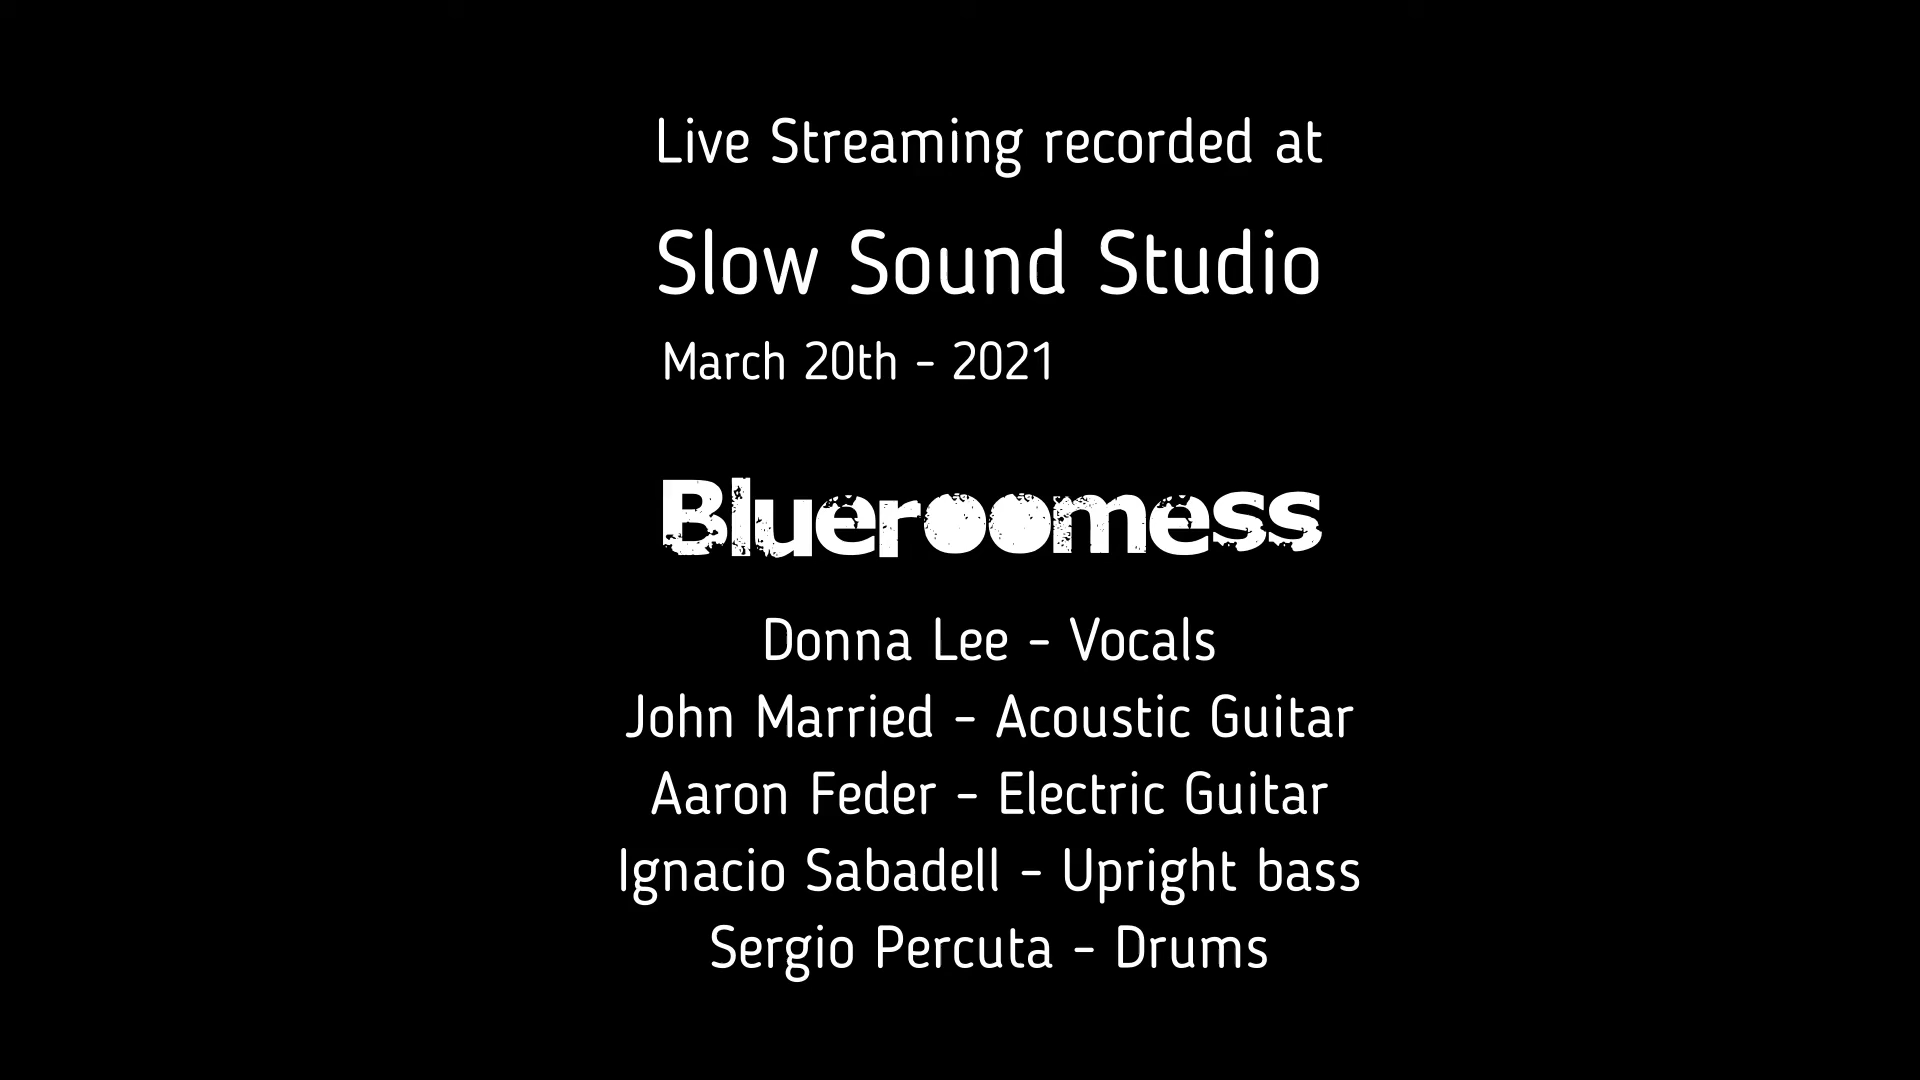 Live Streaming recorded at
Slow Sound Studio
March 20th - 2021
Blueroomess
Donna Lee - Vocals
John Married - Acoustic Guitar
Aaron Feder - Electric Guitar
Ignacio Sabadell - Upright bass
Sergio Percuta - Drums